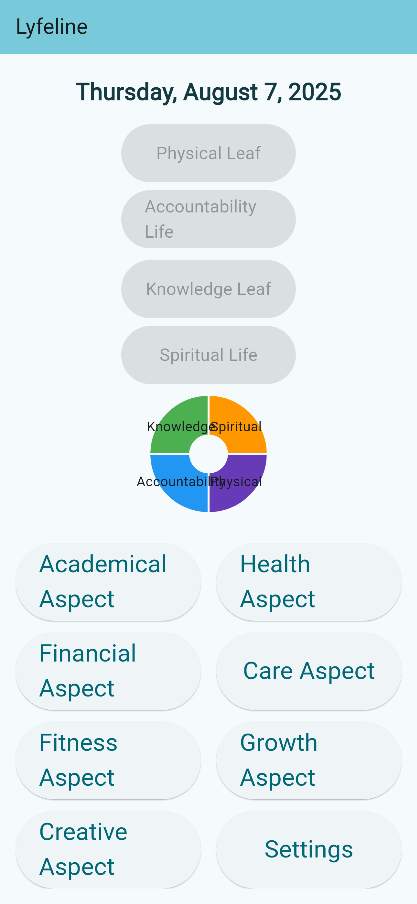 Lyfeline
Thursday, August 7, 2025
Physical Leaf
Accountability
Life
Knowledge Leaf
Spiritual Life
Knowledge
Spiritual
Accountability
Physical
Academical
Aspect
Health
Aspect
Financial
Aspect
Care Aspect
Fitness
Aspect
Growth
Aspect
Creative
Aspect
Settings